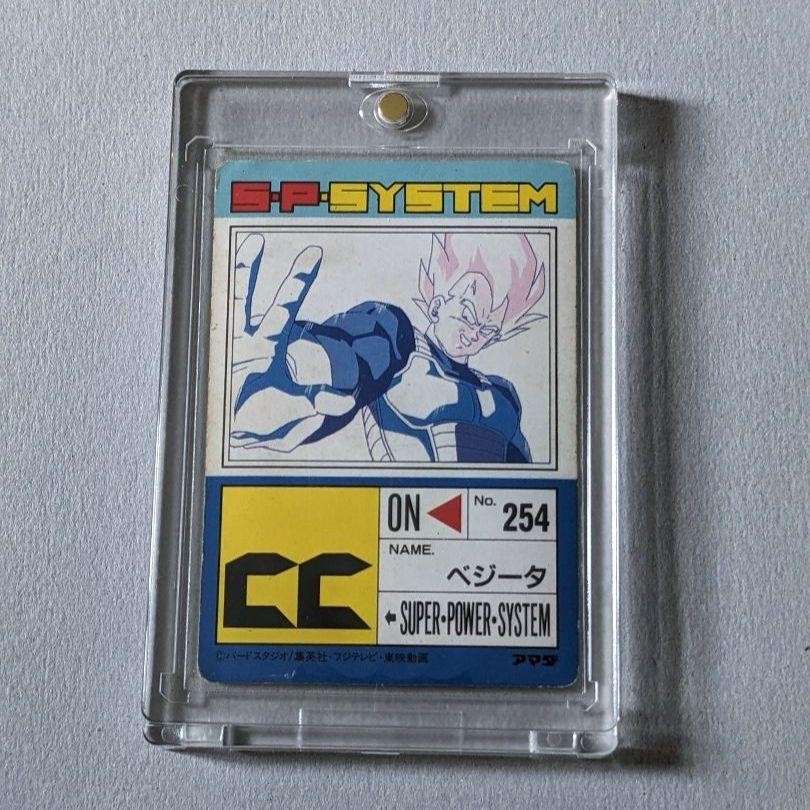 S・P・SYSTEM
CC
ON
No. 254
NAME.
ベジータ
SUPER・POWER・SYSTEM
©バードスタジオ/集英社・フジテレビ・東映動画
アマダ